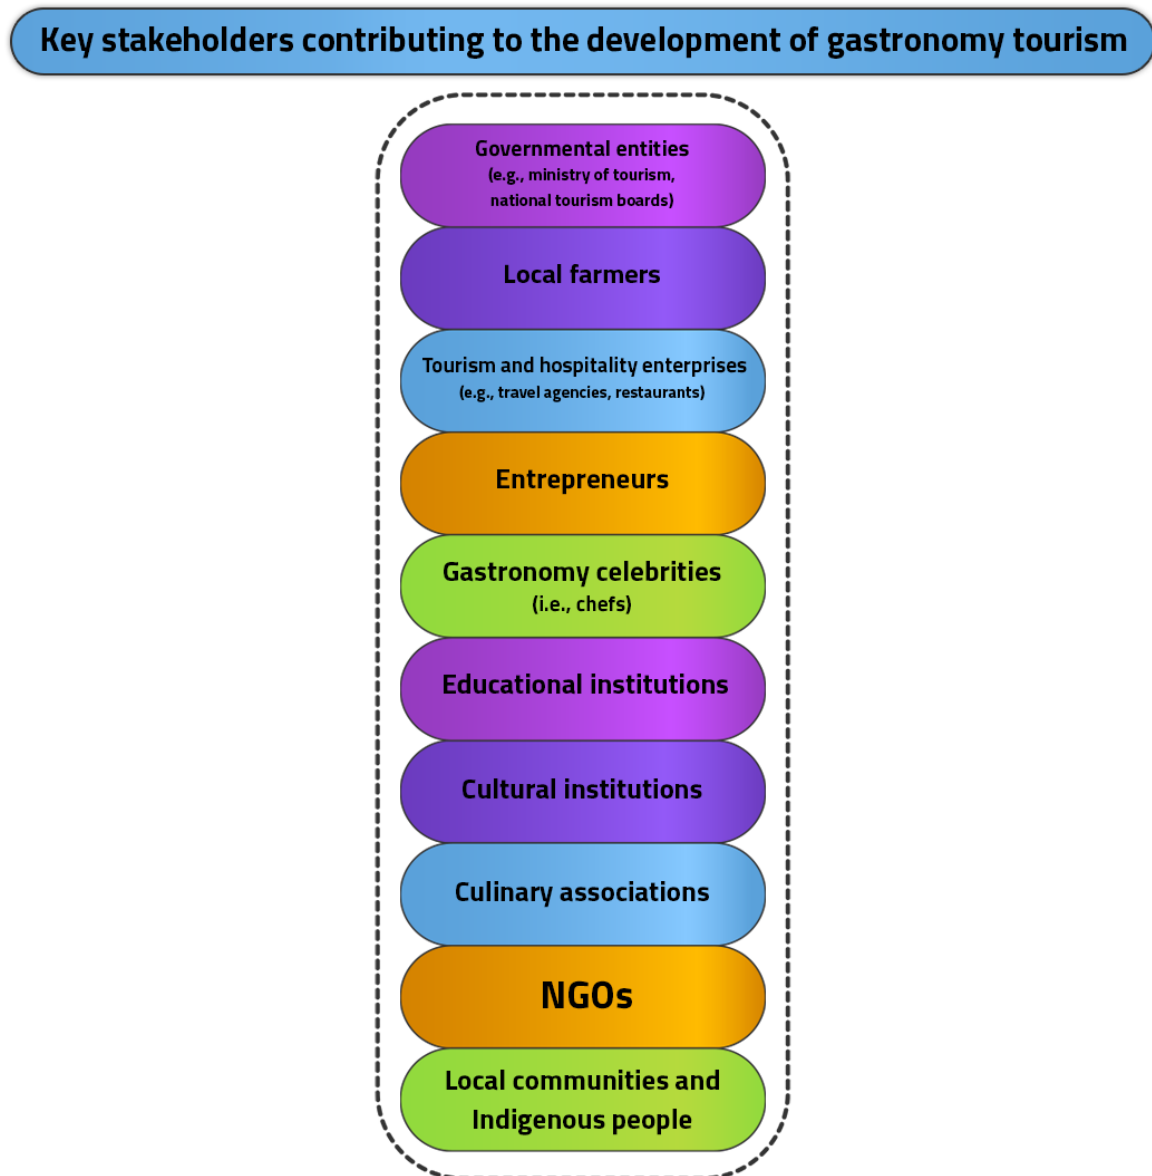 Key stakeholders contributing to the development of gastronomy tourism
Governmental entities
(e.g., ministry of tourism,
national tourism boards)
Local farmers
Tourism and hospitality enterprises
(e.g., travel agencies, restaurants)
Entrepreneurs
Gastronomy celebrities
(i.e., chefs)
Educational institutions
Cultural institutions
Culinary associations
NGOs
Local communities and
Indigenous people